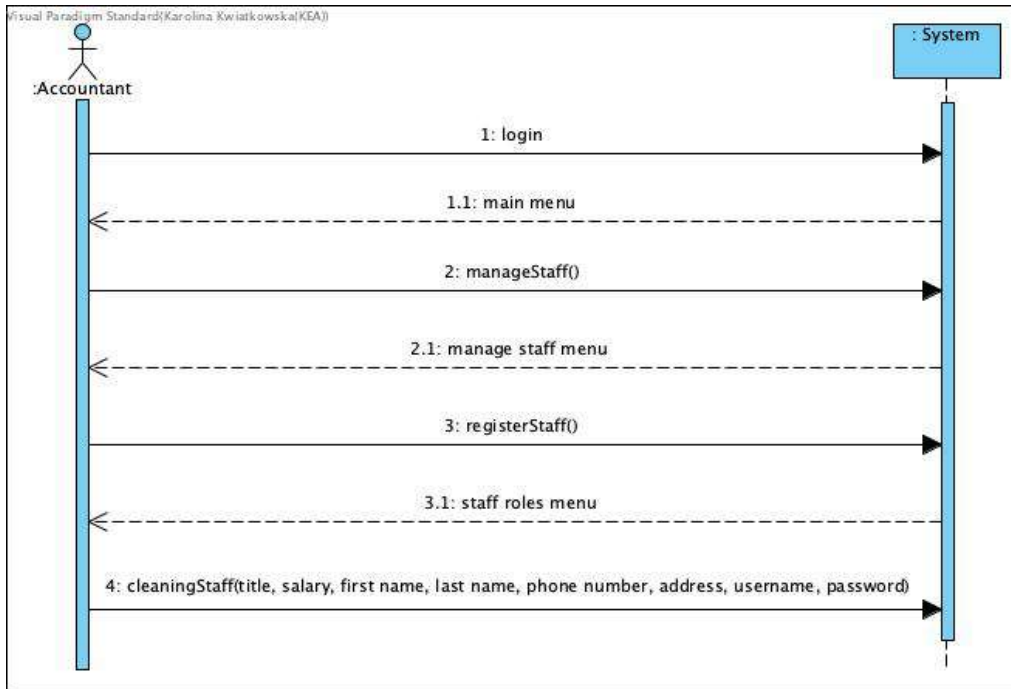 Visual Paradigm Standard(Karolina Kwiatkowska(KEA))
: System
:Accountant
1: login
1.1: main menu
2: manageStaff()
2.1: manage staff menu
3: registerStaff()
3.1: staff roles menu
4: cleaningStaff(title, salary, first name, last name, phone number, address, username, password)